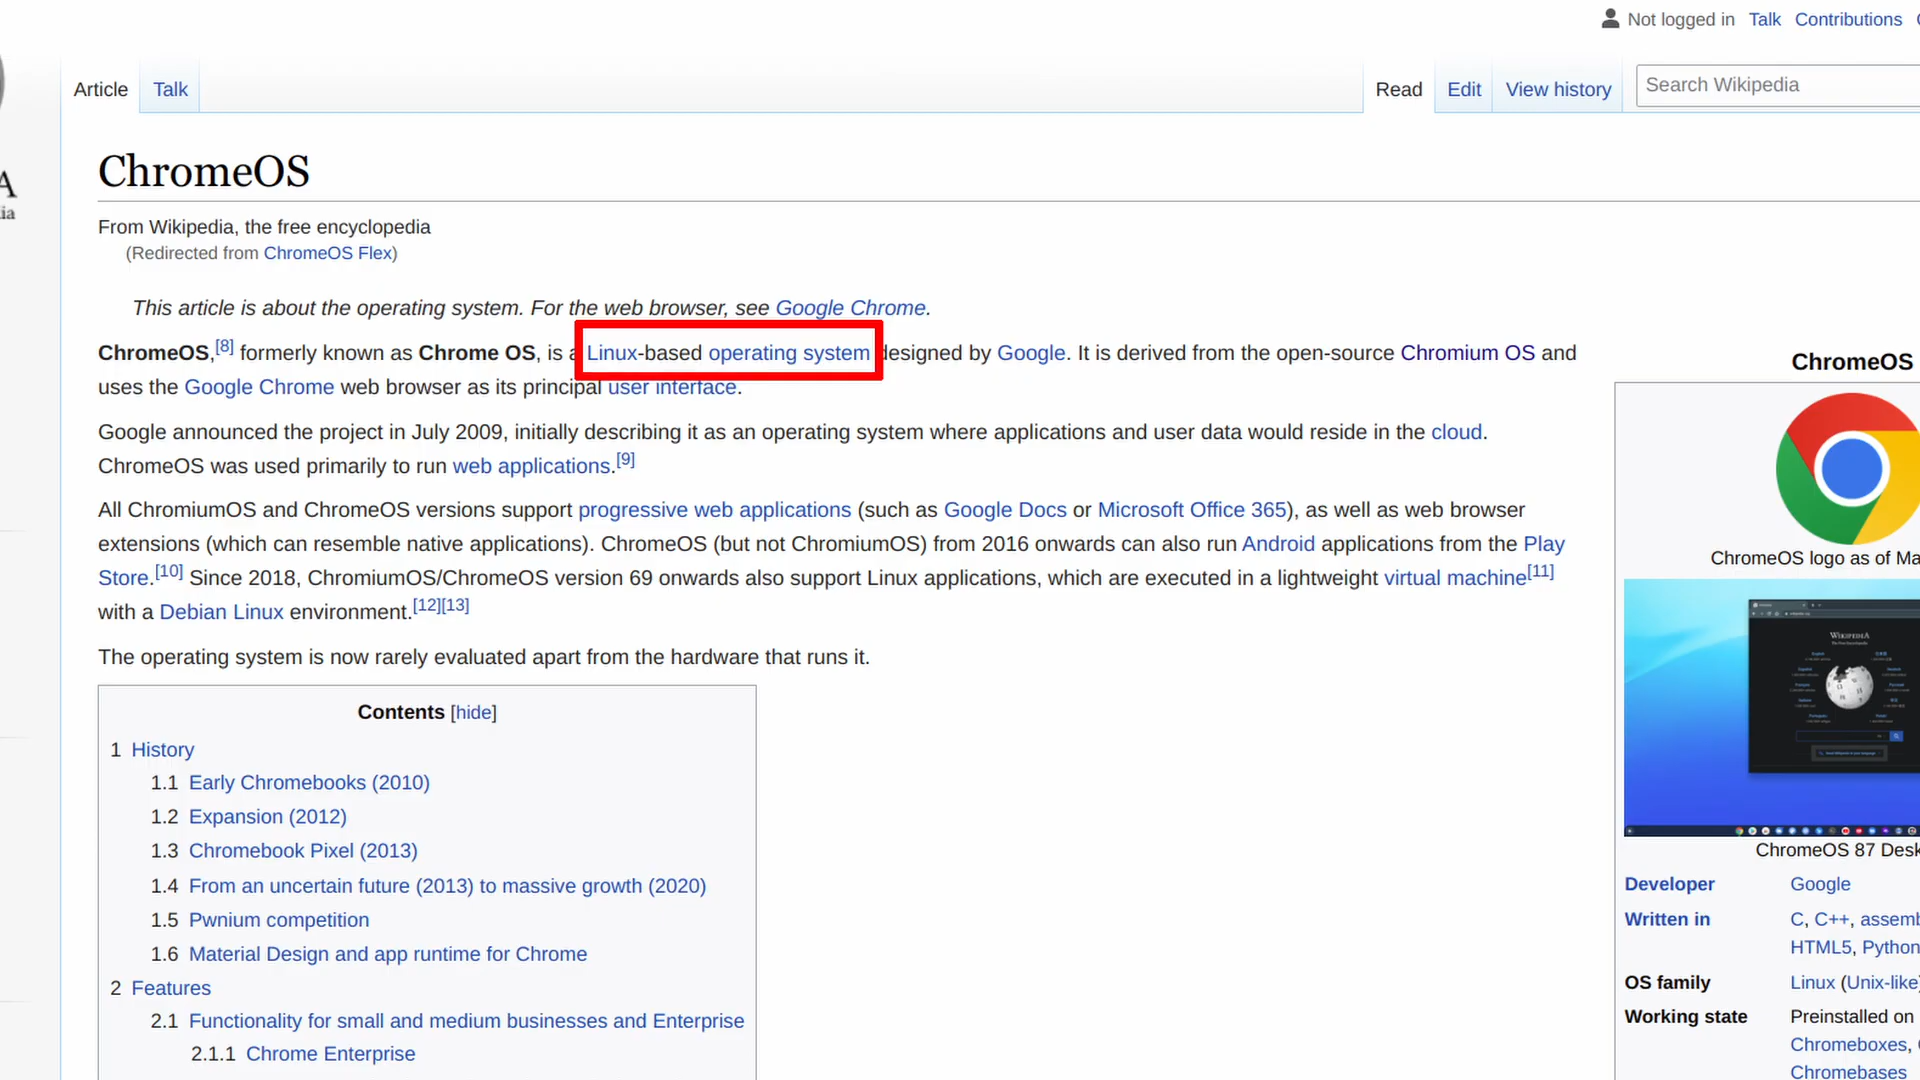 Not logged in Talk Contributions
Article Talk Read Edit View history Search Wikipedia
ChromeOS
From Wikipedia, the free encyclopedia
(Redirected from ChromeOS Flex)
This article is about the operating system. For the web browser, see Google Chrome.
ChromeOS,[8] formerly known as Chrome OS, is a Linux-based operating system designed by Google. It is derived from the open-source Chromium OS and
uses the Google Chrome web browser as its principal user interface.
Google announced the project in July 2009, initially describing it as an operating system where applications and user data would reside in the cloud.
ChromeOS was used primarily to run web applications.[9]
All ChromiumOS and ChromeOS versions support progressive web applications (such as Google Docs or Microsoft Office 365), as well as web browser
extensions (which can resemble native applications). ChromeOS (but not ChromiumOS) from 2016 onwards can also run Android applications from the Play
Store.[10] Since 2018, ChromiumOS/ChromeOS version 69 onwards also support Linux applications, which are executed in a lightweight virtual machine[11]
with a Debian Linux environment.[12][13]
The operating system is now rarely evaluated apart from the hardware that runs it.
Contents [hide]
1 History
1.1 Early Chromebooks (2010)
1.2 Expansion (2012)
1.3 Chromebook Pixel (2013)
1.4 From an uncertain future (2013) to massive growth (2020)
1.5 Pwnium competition
1.6 Material Design and app runtime for Chrome
2 Features
2.1 Functionality for small and medium businesses and Enterprise
2.1.1 Chrome Enterprise
ChromeOS
ChromeOS logo as of Ma
WIKIPEDIA
ChromeOS 87 Desk
Developer Google
Written in C, C++, assemb
HTML5, Python
OS family Linux (Unix-like)
Working state Preinstalled on
Chromeboxes,
Chromebases